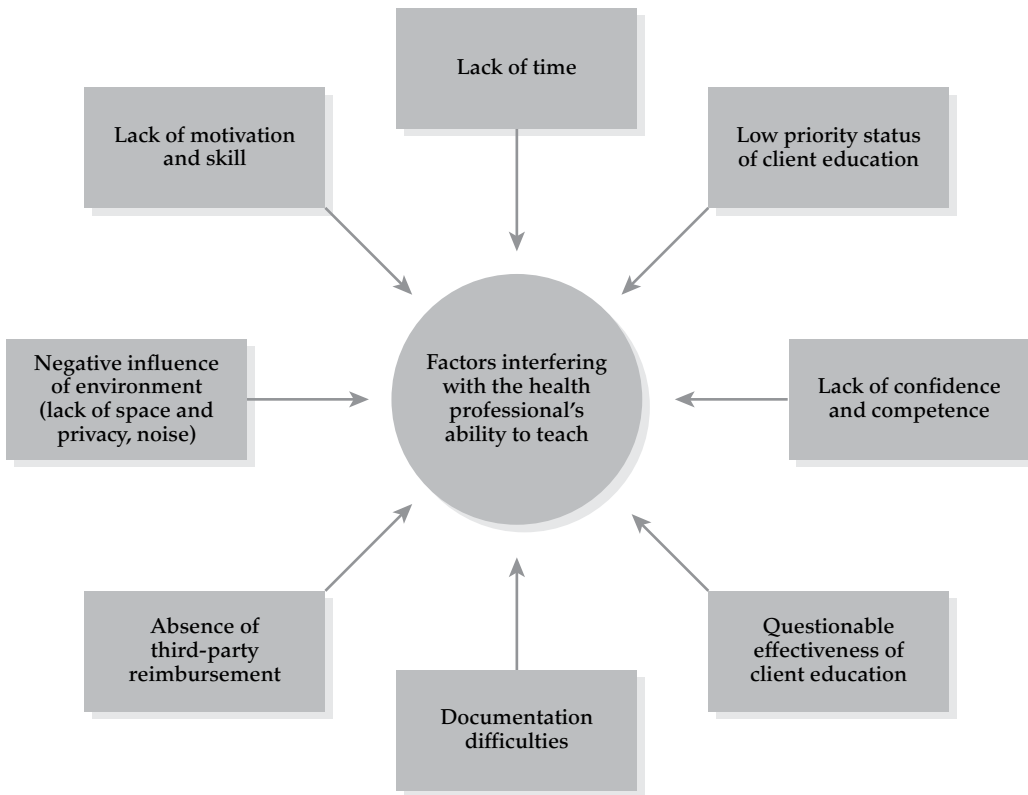 Lack of time
Lack of motivation
and skill
Low priority status
of client education
Negative influence
of environment
(lack of space and
privacy, noise)
Factors interfering
with the health
professional’s
ability to teach
Lack of confidence
and competence
Absence of
third-party
reimbursement
Questionable
effectiveness of
client education
Documentation
difficulties